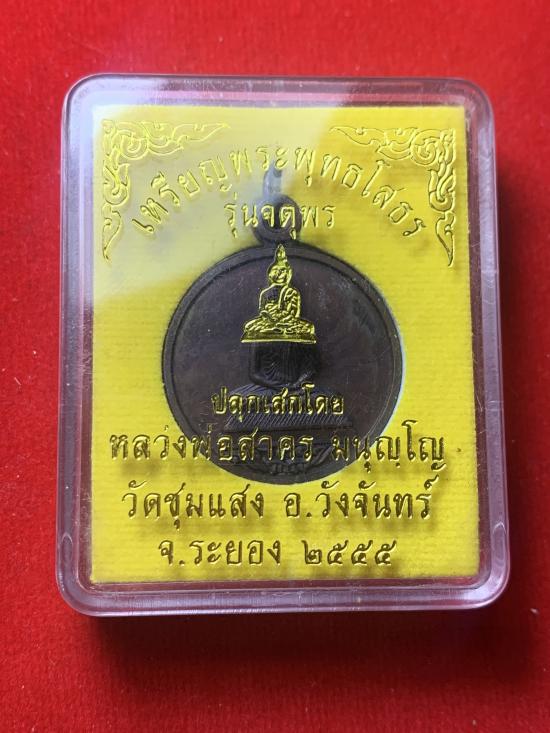 เหรียญพระพุทธโสธร
รุ่นจตุพร
ปลุกเสกโดย
หลวงพ่อสาคร มนุญโญ
วัดชุมแสง อ.วังจันทร์
จ.ระยอง ๒๕๕๕